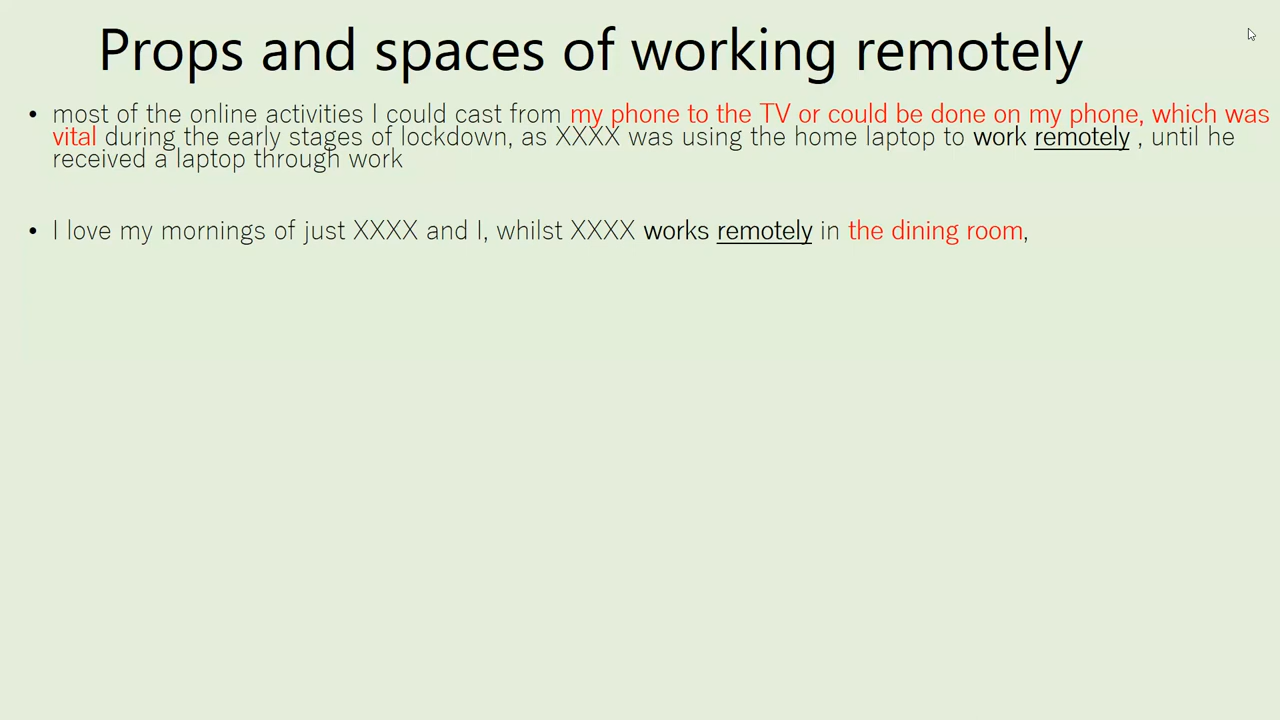 Props and spaces of working remotely
• most of the online activities I could cast from my phone to the TV or could be done on my phone, which was
vital during the early stages of lockdown, as XXXX was using the home laptop to work remotely , until he
received a laptop through work
• I love my mornings of just XXXX and I, whilst XXXX works remotely in the dining room,